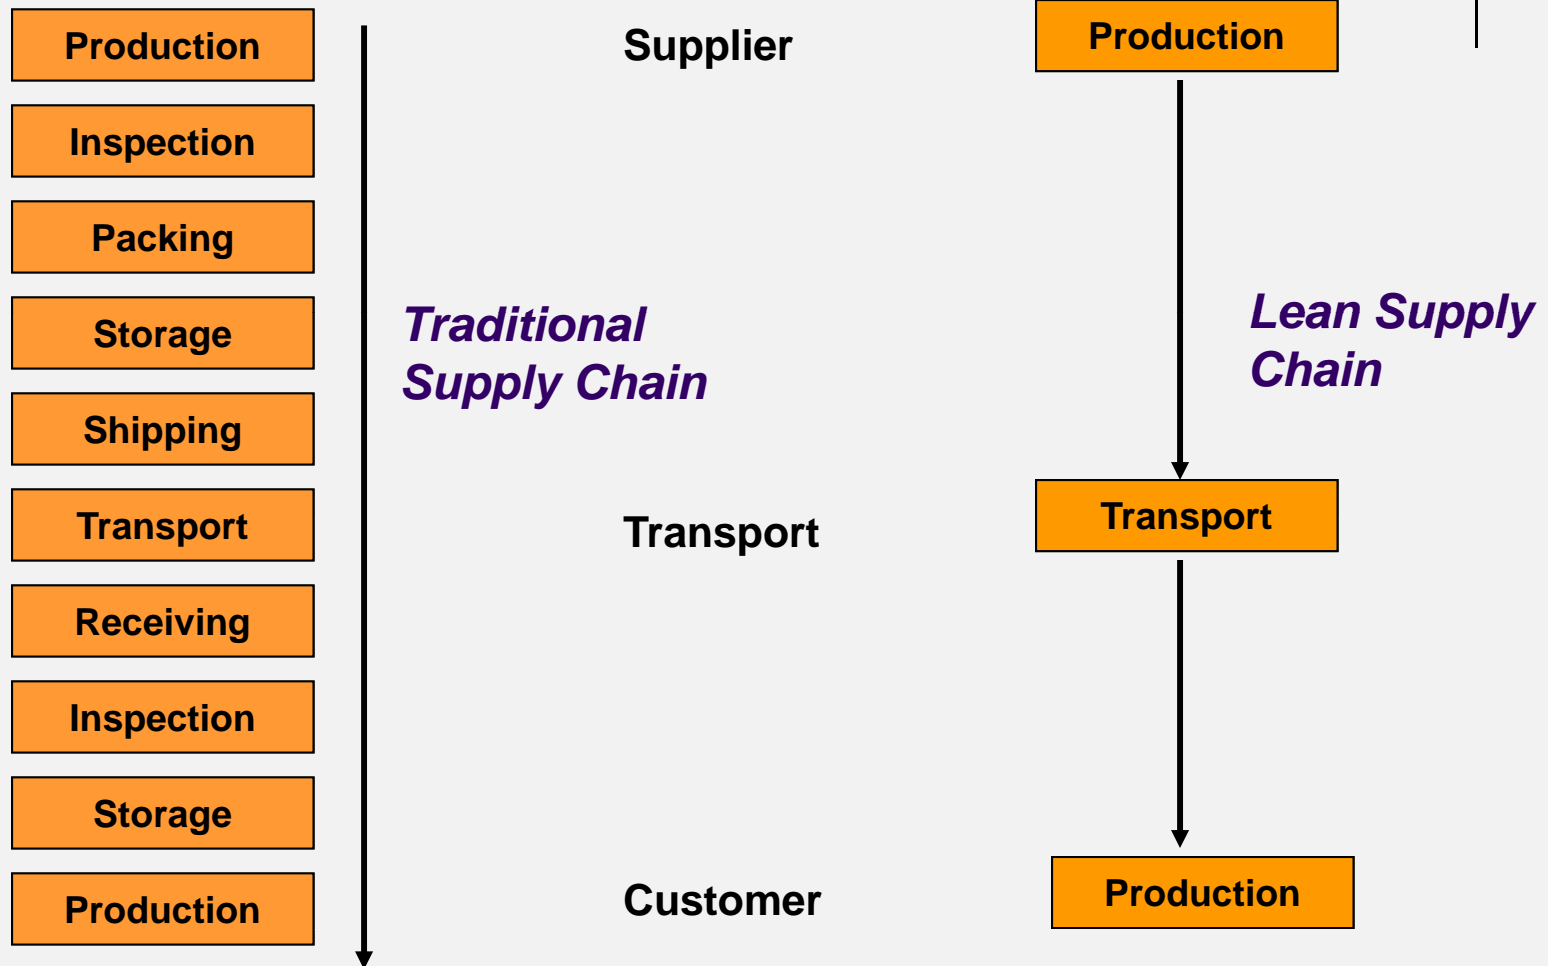 Production
Inspection
Packing
Storage
Shipping
Transport
Receiving
Inspection
Storage
Production
Traditional
Supply Chain
Supplier
Transport
Customer
Production
Transport
Production
Lean Supply
Chain